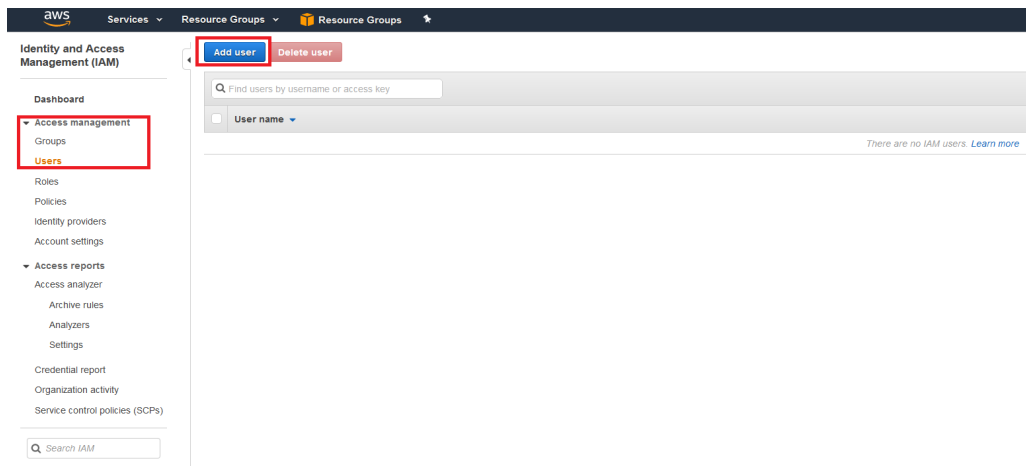 aws Services Resource Groups Resource Groups
Identity and Access
Management (IAM)
Dashboard
Access management
Groups
Users
Roles
Policies
Identity providers
Account settings
Access reports
Access analyzer
Archive rules
Analyzers
Settings
Credential report
Organization activity
Service control policies (SCPs)
Search IAM
Add user Delete user
Find users by username or access key
User name
There are no IAM users. Learn more